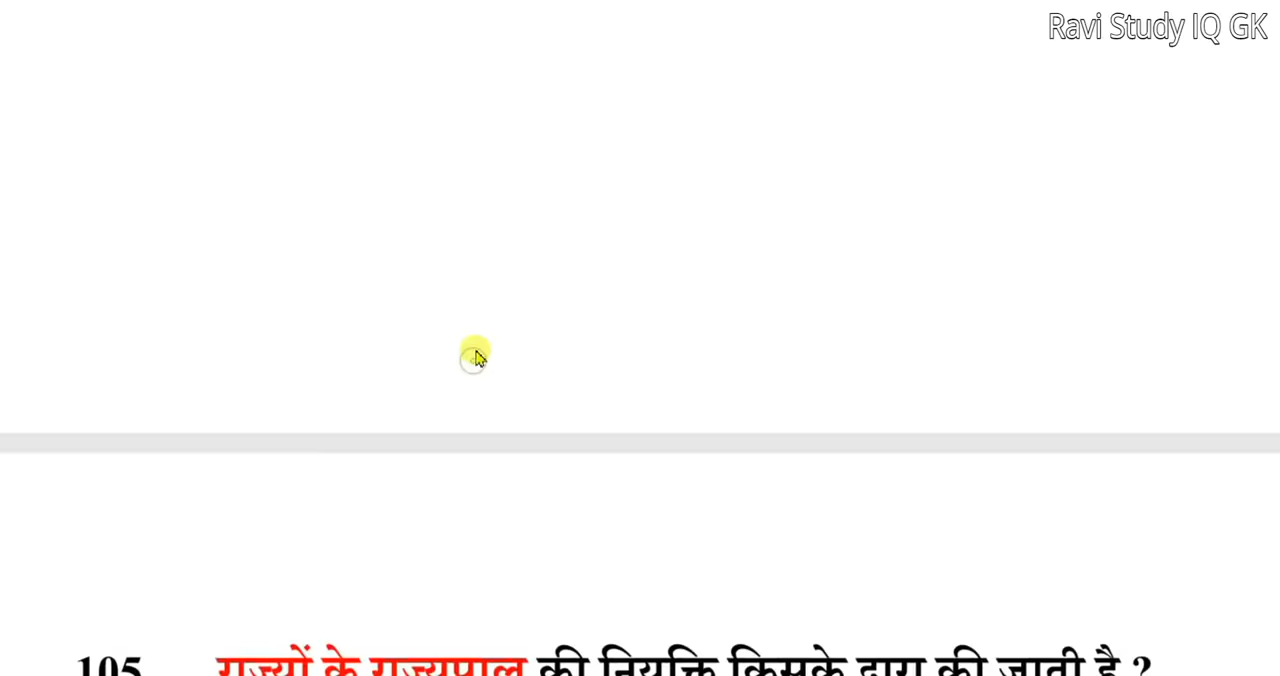 Ravi Study IQ GK
105 राज्यों के राज्यपाल की नियुक्ति किसके द्वारा की जाती है ?